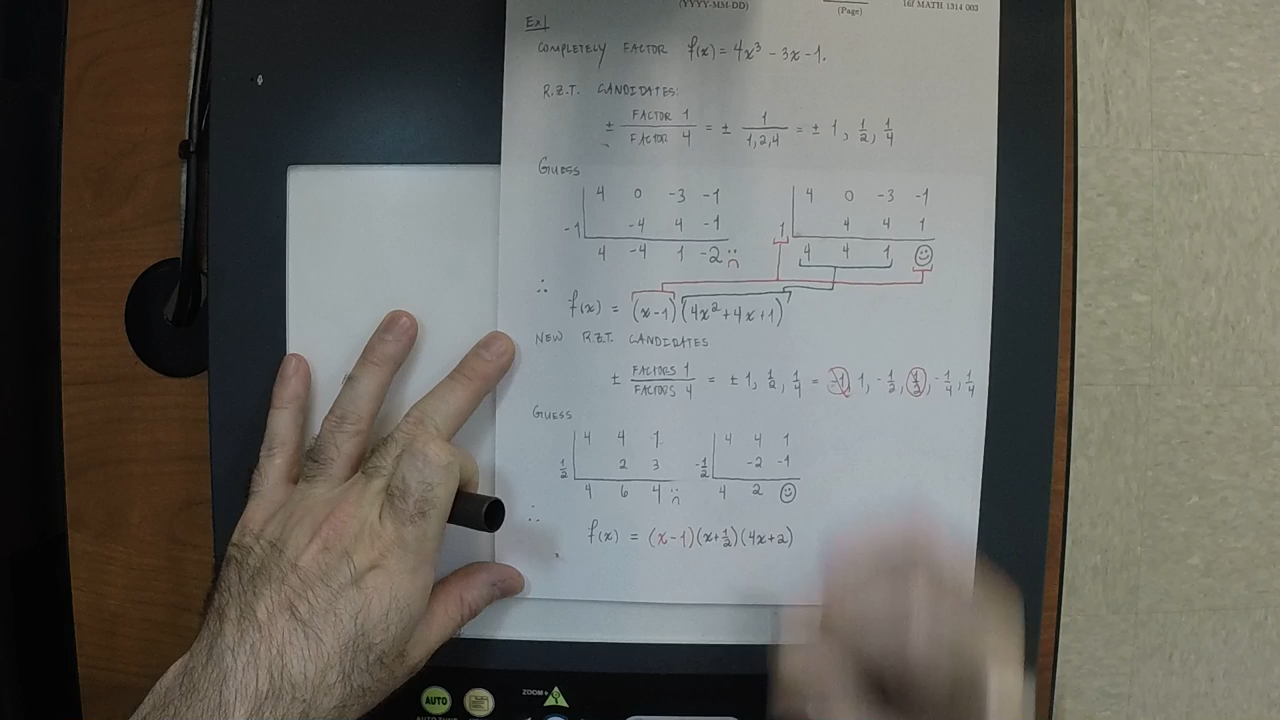 (YYYY-MM-DD) (Page) 16f MATH 1314 003
Ex1
COMPLETELY FACTOR f(x) = 4x³ - 3x - 1.
R.Z.T. CANDIDATES:
± FACTOR 1 / FACTOR 4 = ± 1 / 1,2,4 = ± 1, 1/2, 1/4
GUESS
4 0 -3 -1 4 0 -3 -1
-1 -4 4 -1 1 4 4 1
4 -4 1 -2 4 4 1
∴ f(x) = (x-1)(4x²+4x+1)
NEW R.Z.T. CANDIDATES
± FACTORS 1 / FACTORS 4 = ± 1, 1/2, 1/4 = -1, 1, -1/2, 1/2, -1/4, 1/4
GUESS
4 4 1 4 4 1
1/2 2 3 -1/2 -2 -1
4 6 4 4 2
∴ f(x) = (x-1)(x+1/2)(4x+2)
AUTO ZOOM+